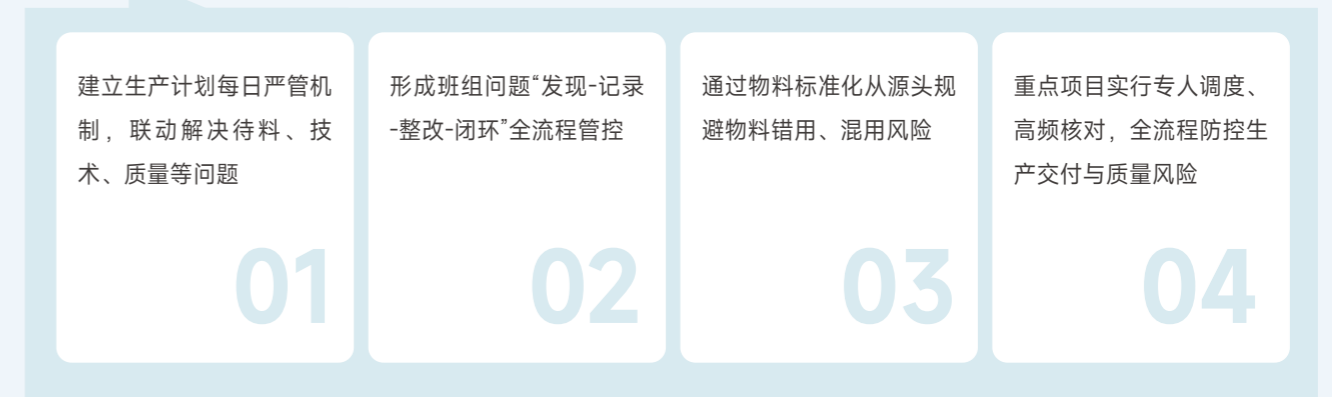 建立生产计划每日严管机
制，联动解决待料、技
术、质量等问题
01
形成班组问题“发现-记录
-整改-闭环”全流程管控
02
通过物料标准化从源头规
避物料错用、混用风险
03
重点项目实行专人调度、
高频核对，全流程防控生
产交付与质量风险
04